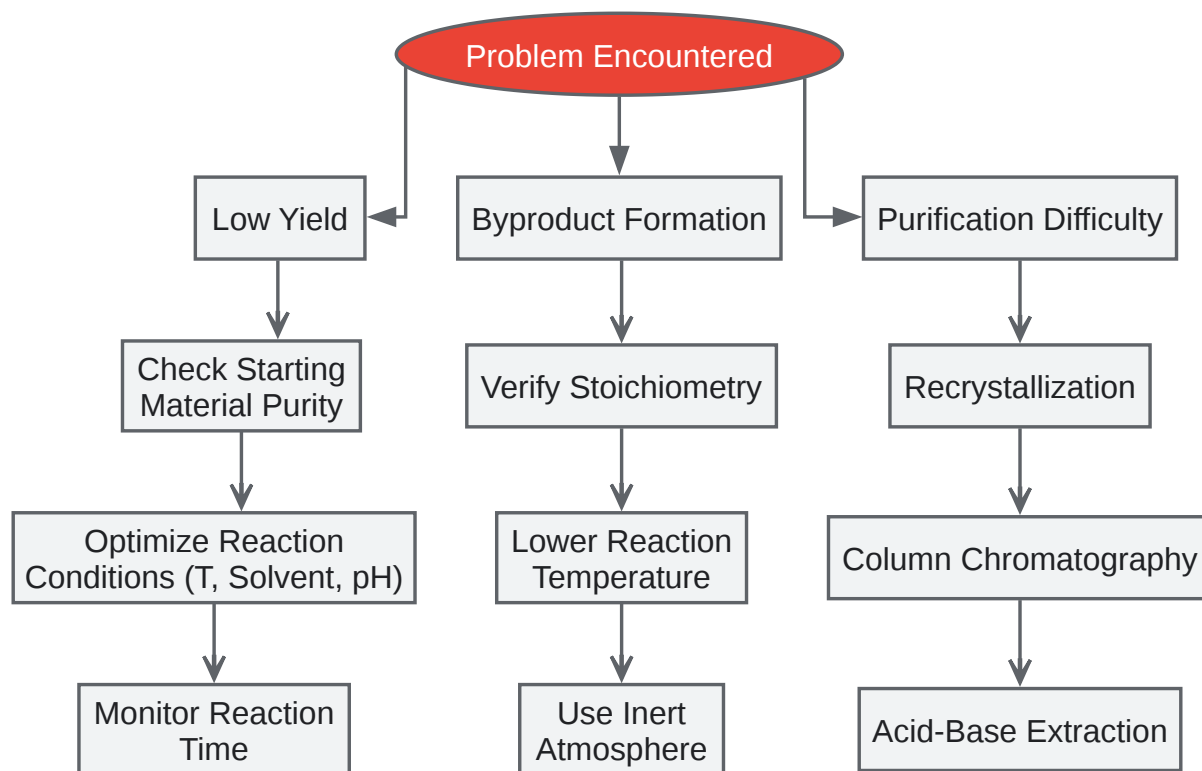 Problem Encountered
Low Yield
Byproduct Formation
Purification Difficulty
Check Starting
Material Purity
Verify Stoichiometry
Recrystallization
Optimize Reaction
Conditions (T, Solvent, pH)
Lower Reaction
Temperature
Column Chromatography
Monitor Reaction
Time
Use Inert
Atmosphere
Acid-Base Extraction